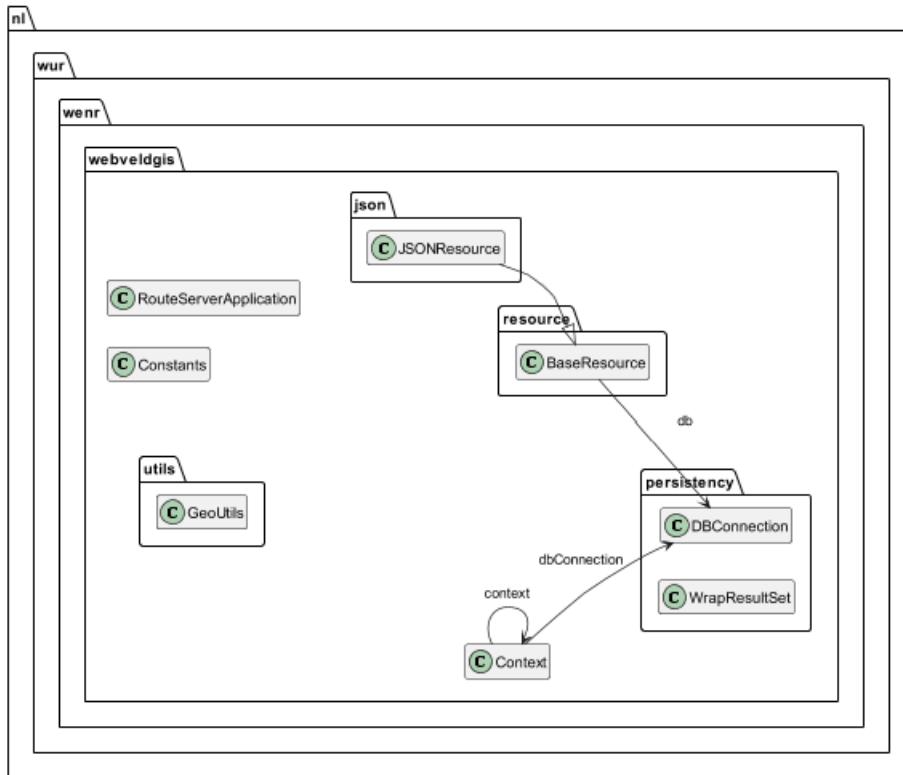 nl
wur
wenr
webveldgis
json
C JSONResource
C RouteServerApplication
resource
C Constants
C BaseResource
db
utils
persistency
C GeoUtils
C DBConnection
dbConnection
context
C WrapResultSet
C Context